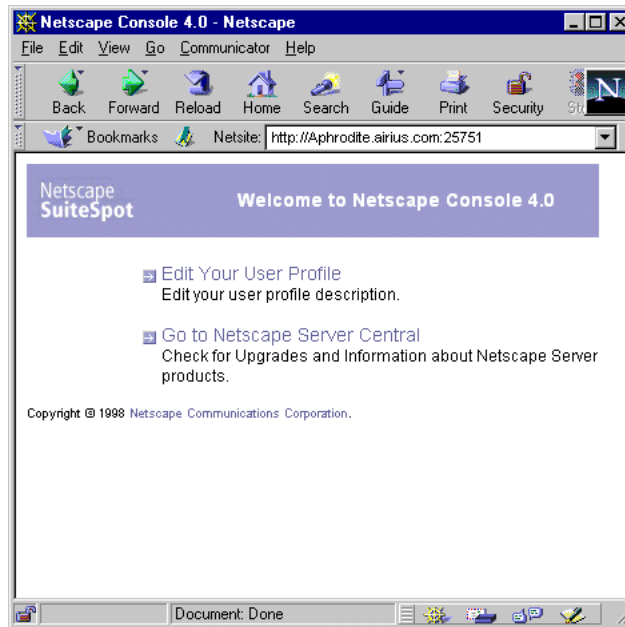 Netscape Console 4.0 - Netscape
File Edit View Go Communicator Help
Back Forward Reload Home Search Guide Print Security
Bookmarks Netsite: http://Aphrodite.airius.com:25751
Netscape
SuiteSpot
Welcome to Netscape Console 4.0
Edit Your User Profile
Edit your user profile description.
Go to Netscape Server Central
Check for Upgrades and Information about Netscape Server
products.
Copyright © 1998 Netscape Communications Corporation.
Document: Done